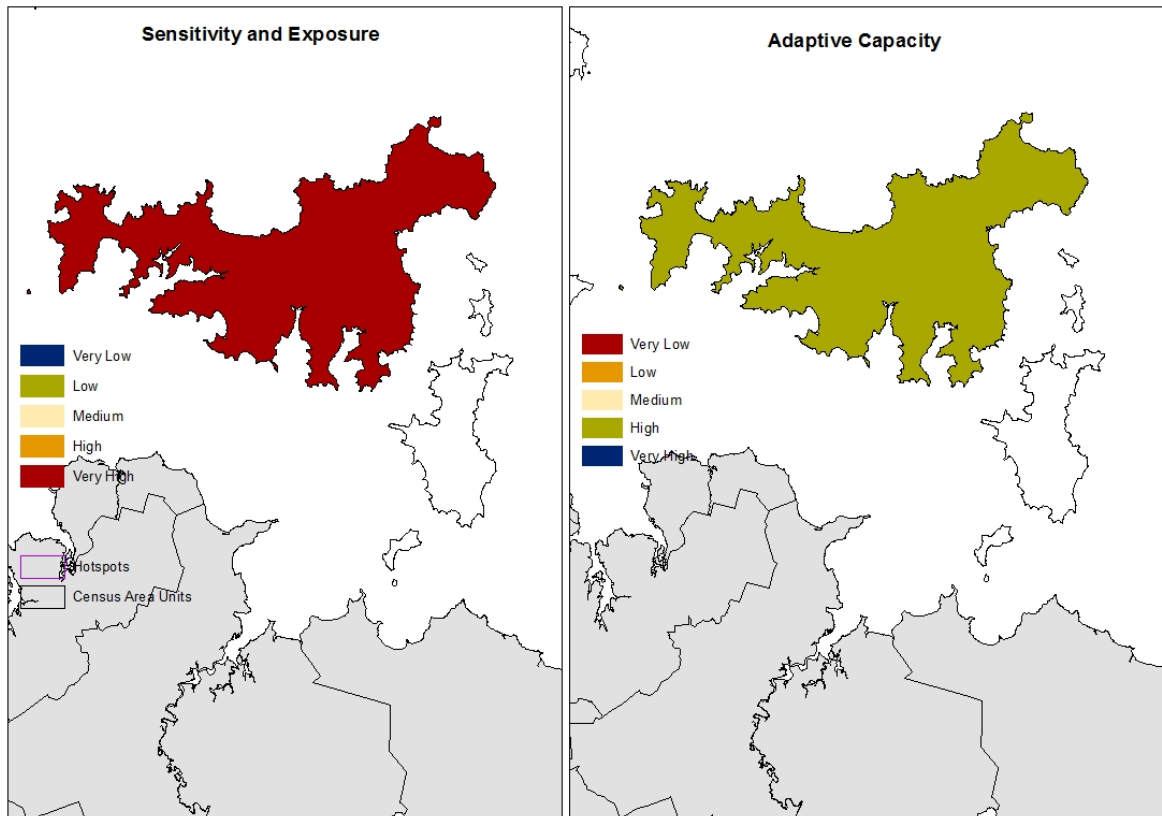 Sensitivity and Exposure
Very Low
Low
Medium
High
Very High
Hotspots
Census Area Units
Adaptive Capacity
Very Low
Low
Medium
High
Very High